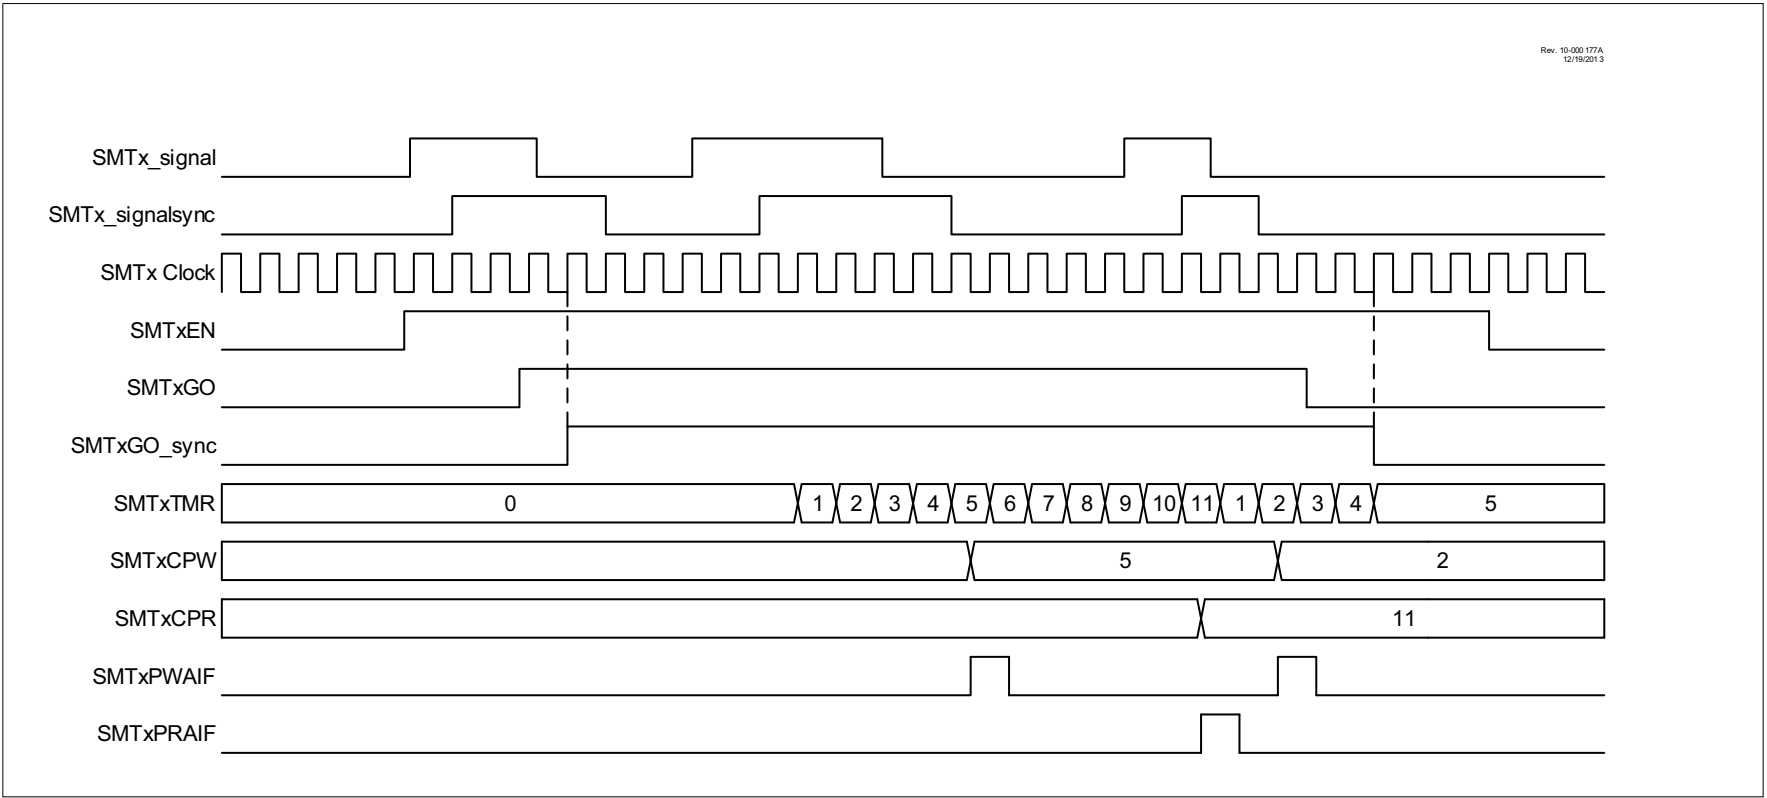 Rev. 10-000 177A
12/19/201 3
SMTx_signal
SMTx_signalsync
SMTx Clock
SMTxEN
SMTxGO
SMTxGO_sync
SMTxTMR 0 1 2 3 4 5 6 7 8 9 10 11 1 2 3 4 5
SMTxCPW 5 2
SMTxCPR 11
SMTxPWAIF
SMTxPRAIF